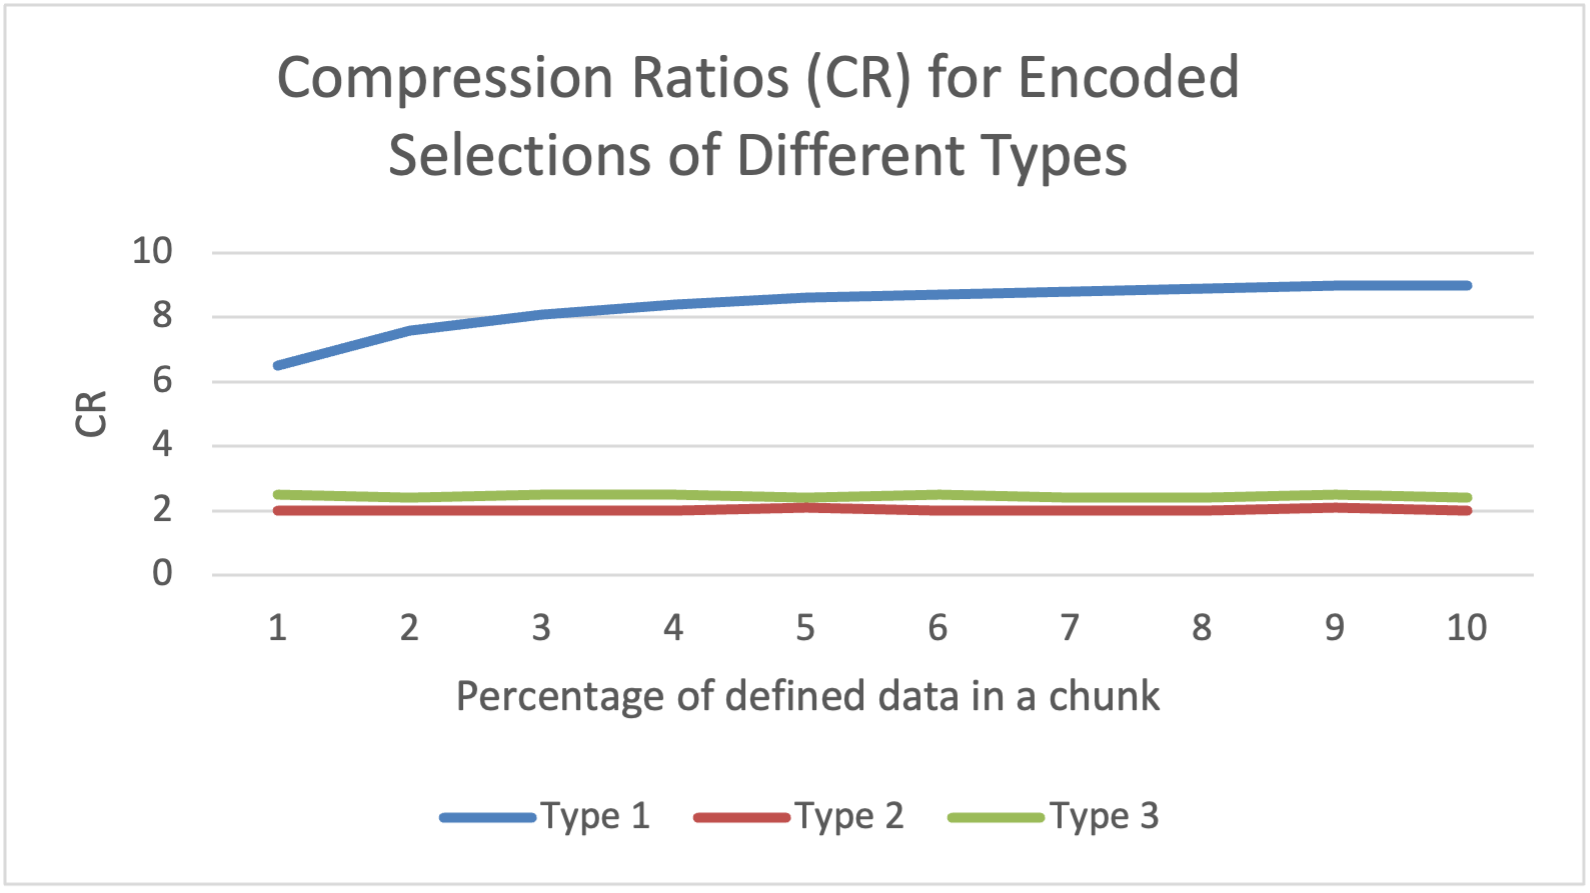 Compression Ratios (CR) for Encoded
Selections of Different Types
10
8
6
4
2
0
CR
1 2 3 4 5 6 7 8 9 10
Percentage of defined data in a chunk
Type 1 Type 2 Type 3